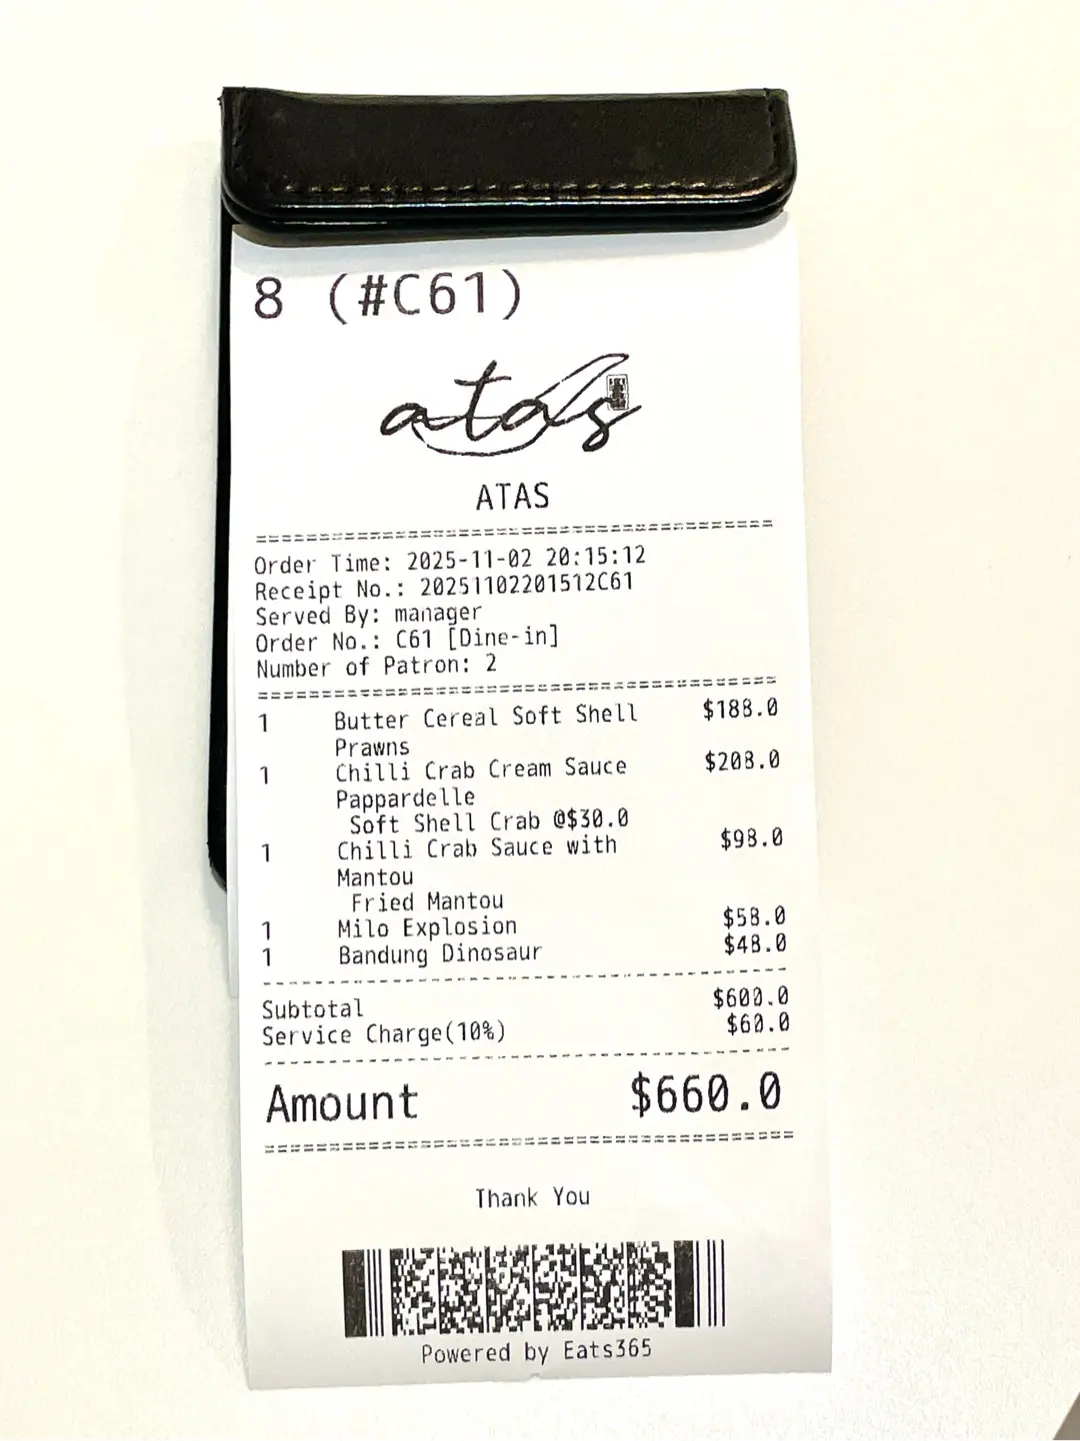 8 (#C61)
atas
ATAS
========================================
Order Time: 2025-11-02 20:15:12
Receipt No.: 20251102201512C61
Served By: manager
Order No.: C61 [Dine-in]
Number of Patron: 2
========================================
1 Butter Cereal Soft Shell $188.0
Prawns
1 Chilli Crab Cream Sauce $208.0
Pappardelle
Soft Shell Crab @$30.0
1 Chilli Crab Sauce with $98.0
Mantou
Fried Mantou
1 Milo Explosion $58.0
1 Bandung Dinosaur $48.0
----------------------------------------
Subtotal $600.0
Service Charge(10%) $60.0
----------------------------------------
Amount $660.0
========================================
Thank You
Powered by Eats365